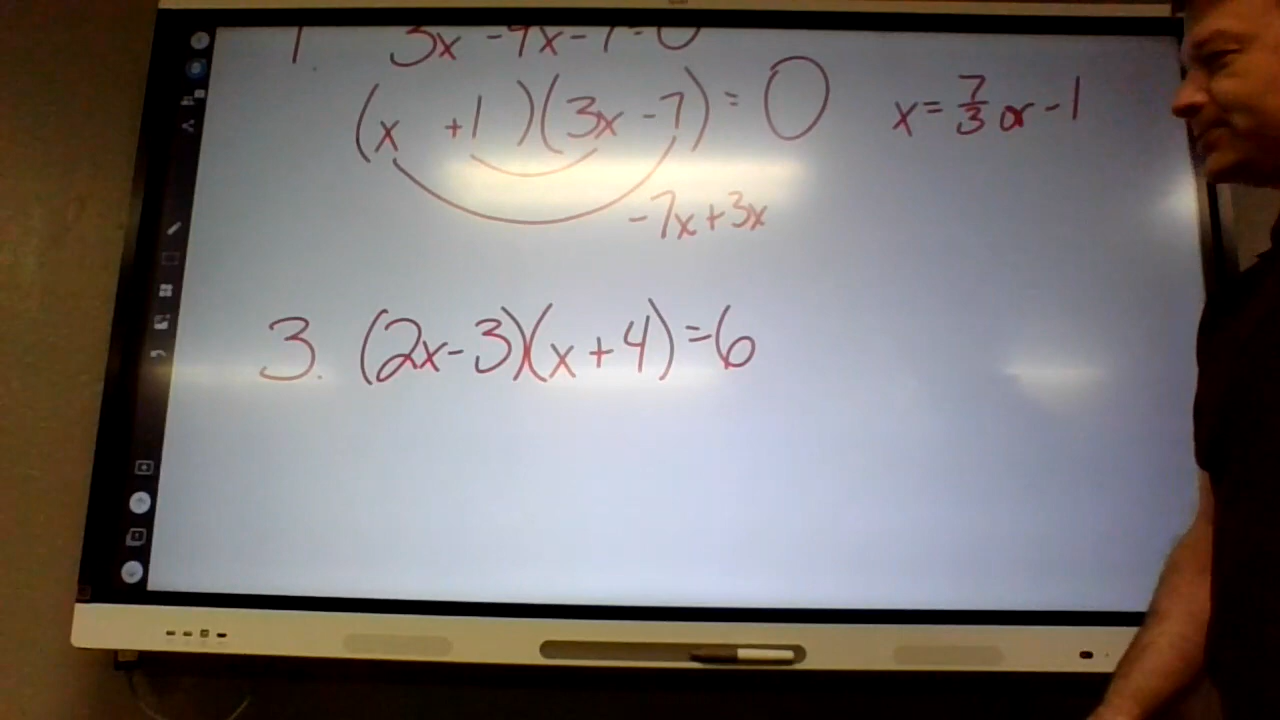 (x +1)(3x-7)=0 x=7/3 or -1
-7x+3x
3. (2x-3)(x+4)=6